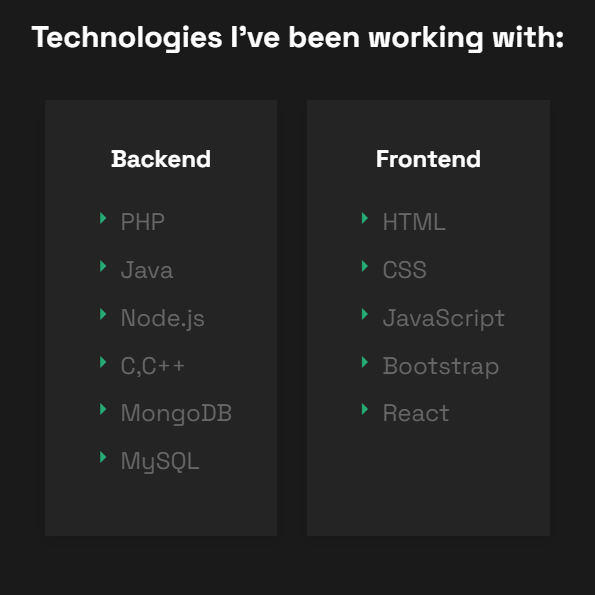 Technologies I've been working with:
Backend
PHP
Java
Node.js
C,C++
MongoDB
MySQL
Frontend
HTML
CSS
JavaScript
Bootstrap
React